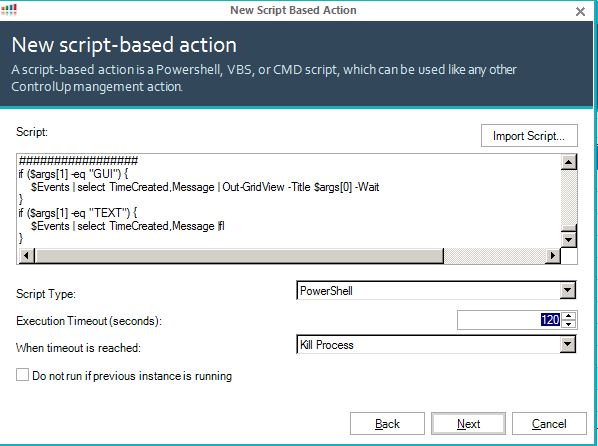 New Script Based Action
New script-based action
A script-based action is a Powershell, VBS, or CMD script, which can be used like any other
ControlUp mangement action.
Script:
Import Script...
#################
if ($args[1] -eq "GUI") {
$Events | select TimeCreated,Message | Out-GridView -Title $args[0] -Wait
}
if ($args[1] -eq "TEXT") {
$Events | select TimeCreated,Message |fl
}
Script Type:
PowerShell
Execution Timeout (seconds):
120
When timeout is reached:
Kill Process
Do not run if previous instance is running
Back
Next
Cancel